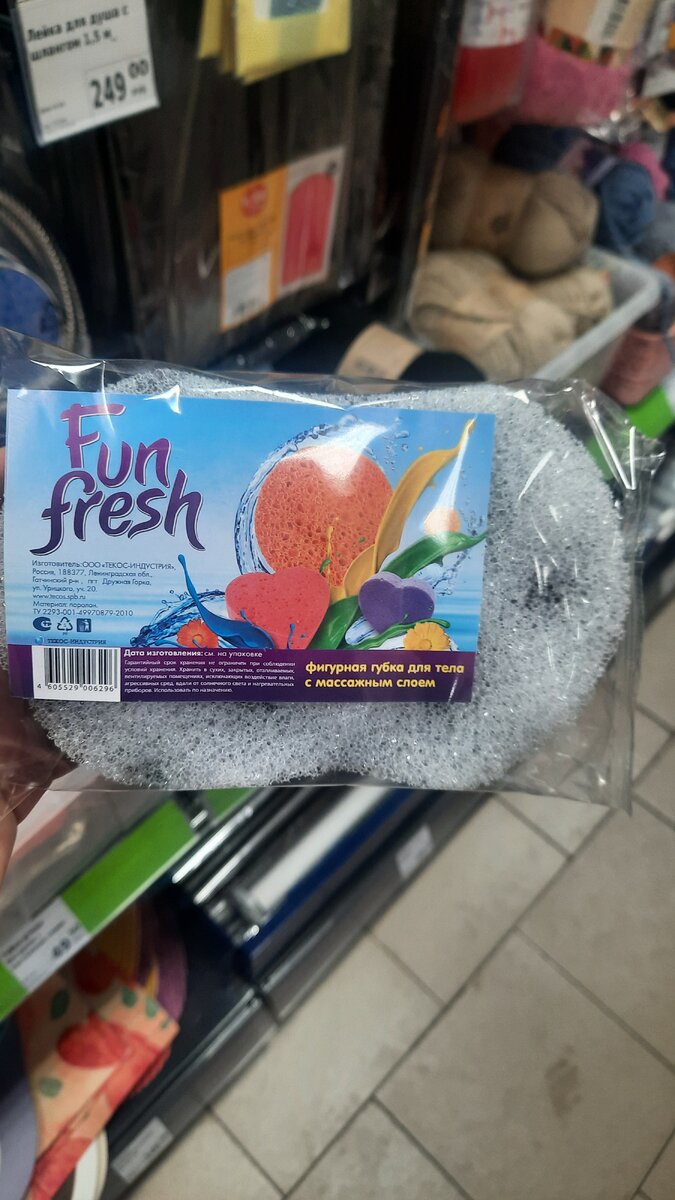 Лейка для душа с
шлангом 1,5 м,
249 00
Fun
fresh
Изготовитель:ООО «ТЕКОС-ИНДУСТРИЯ»,
Россия, 188377, Ленинградская обл.,
Гатчинский р-н, пгт Дружная Горка,
ул. Урицкого, уч. 20.
www.tecos.spb.ru
Материал: поролон.
ТУ 2293-001-49970879-2010
ТЕКОС-ИНДУСТРИЯ
4 605529 006296
Дата изготовления: см. на упаковке
Гарантийный срок хранения не ограничен при соблюдении
условий хранения. Хранить в сухих, закрытых, отапливаемых,
вентилируемых помещениях, исключающих воздействие влаги,
агрессивных сред, вдали от солнечного света и нагревательных
приборов. Использовать по назначению.
фигурная губка для тела
с массажным слоем